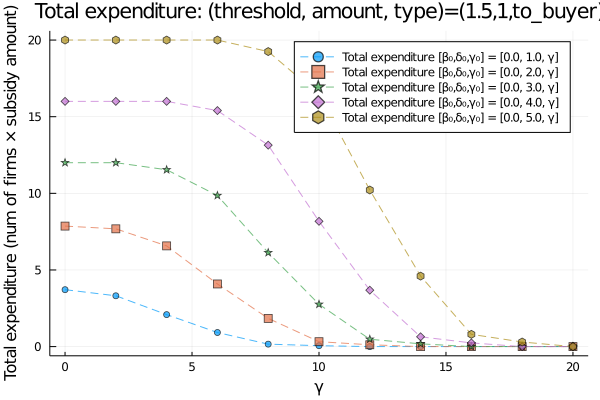 Total expenditure: (threshold, amount, type)=(1.5,1,to_buyer)
Total expenditure (num of firms × subsidy amount)
20
15
10
5
0
Total expenditure [β₀,δ₀,γ₀] = [0.0, 1.0, γ]
Total expenditure [β₀,δ₀,γ₀] = [0.0, 2.0, γ]
Total expenditure [β₀,δ₀,γ₀] = [0.0, 3.0, γ]
Total expenditure [β₀,δ₀,γ₀] = [0.0, 4.0, γ]
Total expenditure [β₀,δ₀,γ₀] = [0.0, 5.0, γ]
0 5 10 15 20
γ